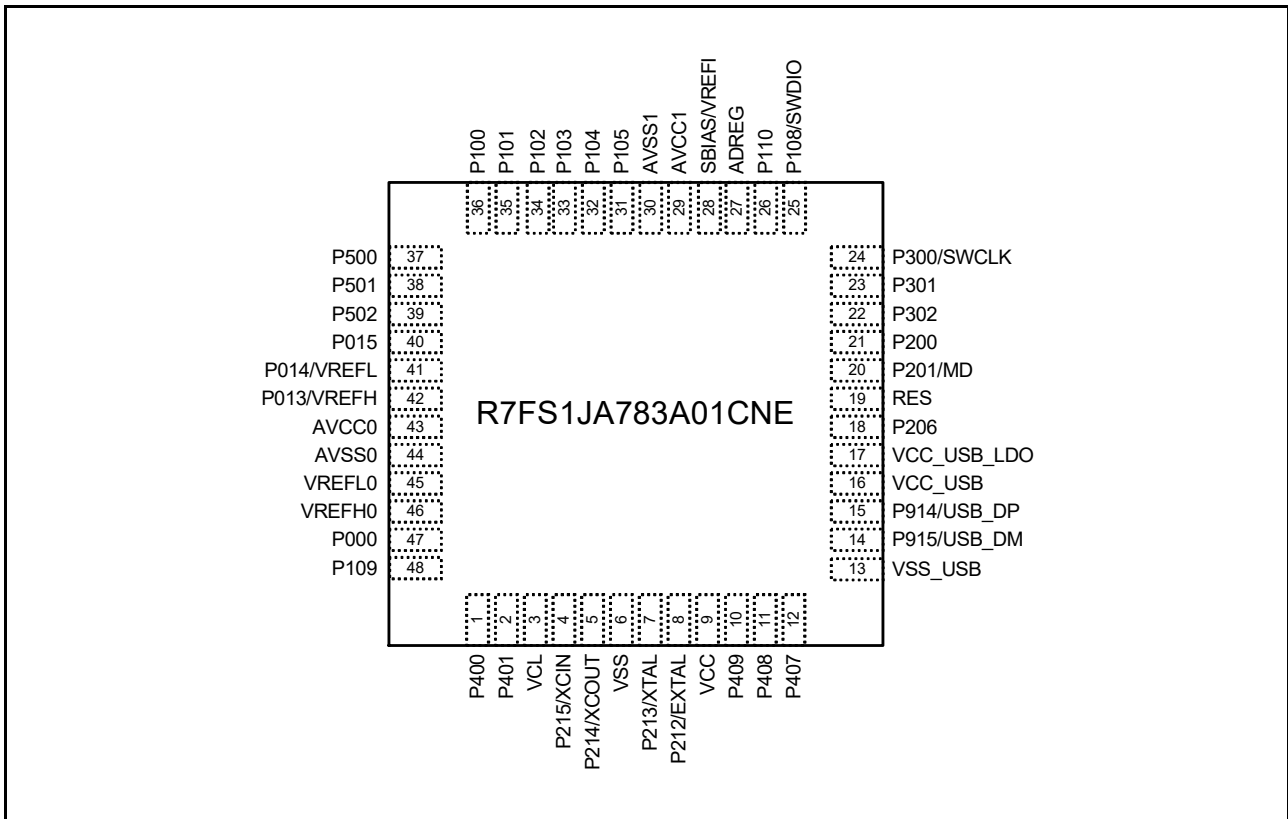 P100
P101
P102
P103
P104
P105
AVSS1
AVCC1
SBIAS/VREFI
ADREG
P110
P108/SWDIO
36
35
34
33
32
31
30
29
28
27
26
25
P500 37
P501 38
P502 39
P015 40
P014/VREFL 41
P013/VREFH 42
AVCC0 43
AVSS0 44
VREFL0 45
VREFH0 46
P000 47
P109 48
R7FS1JA783A01CNE
24 P300/SWCLK
23 P301
22 P302
21 P200
20 P201/MD
19 RES
18 P206
17 VCC_USB_LDO
16 VCC_USB
15 P914/USB_DP
14 P915/USB_DM
13 VSS_USB
1
2
3
4
5
6
7
8
9
10
11
12
P400
P401
VCL
P215/XCIN
P214/XCOUT
VSS
P213/XTAL
P212/EXTAL
VCC
P409
P408
P407